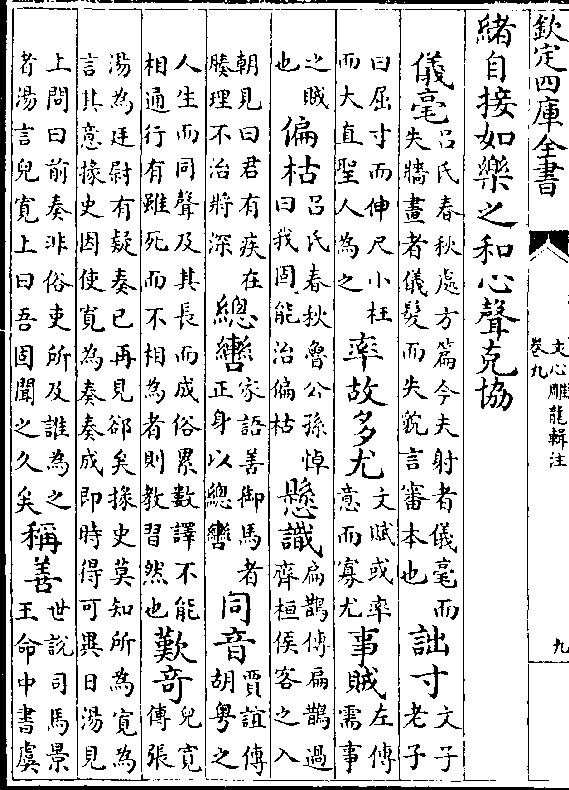 欽定四庫全書
文心雕龍輯注
卷九
九
緒自接如樂之和心聲克協
儀毫
呂氏春秋處方篇今夫射者儀毫而
失牆畫者儀髮而失貌言審本也
詘寸
文子
老子
曰屈寸而伸尺小枉
而大直聖人為之
率故多尤
文賦或率
意而寡尤
事賊
左傳
需事
之賊
也
偏枯
呂氏春秋魯公孫悼
曰我固能治偏枯
懸識
扁鵲傳扁鵲過
齊桓侯客之入
朝見曰君有疾在
腠理不治將深
總轡
家語善御馬者
正身以總轡
同音
賈誼傳
胡粵之
人生而同聲及其長而成俗累數譯不能
相通行有雖死而不相為者則教習然也
歎奇
兒寛
傳張
湯為廷尉有疑奏已再見郤矣掾史莫知所為寛為
言其意掾史因使寛為奏奏成即時得可異日湯見
上問曰前奏非俗吏所及誰為之
者湯言兒寛上曰吾固聞之久矣
稱善
世說司馬景
王命中書虞